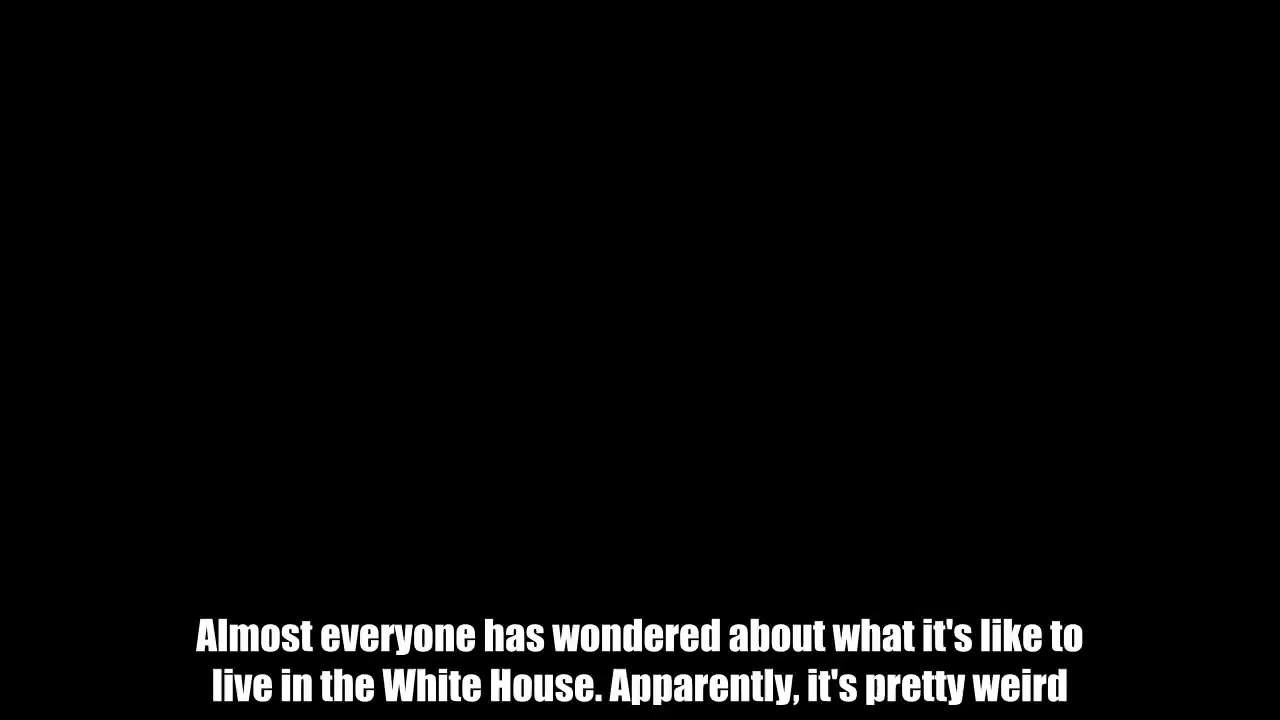 Almost everyone has wondered about what it's like to
live in the White House. Apparently, it's pretty weird